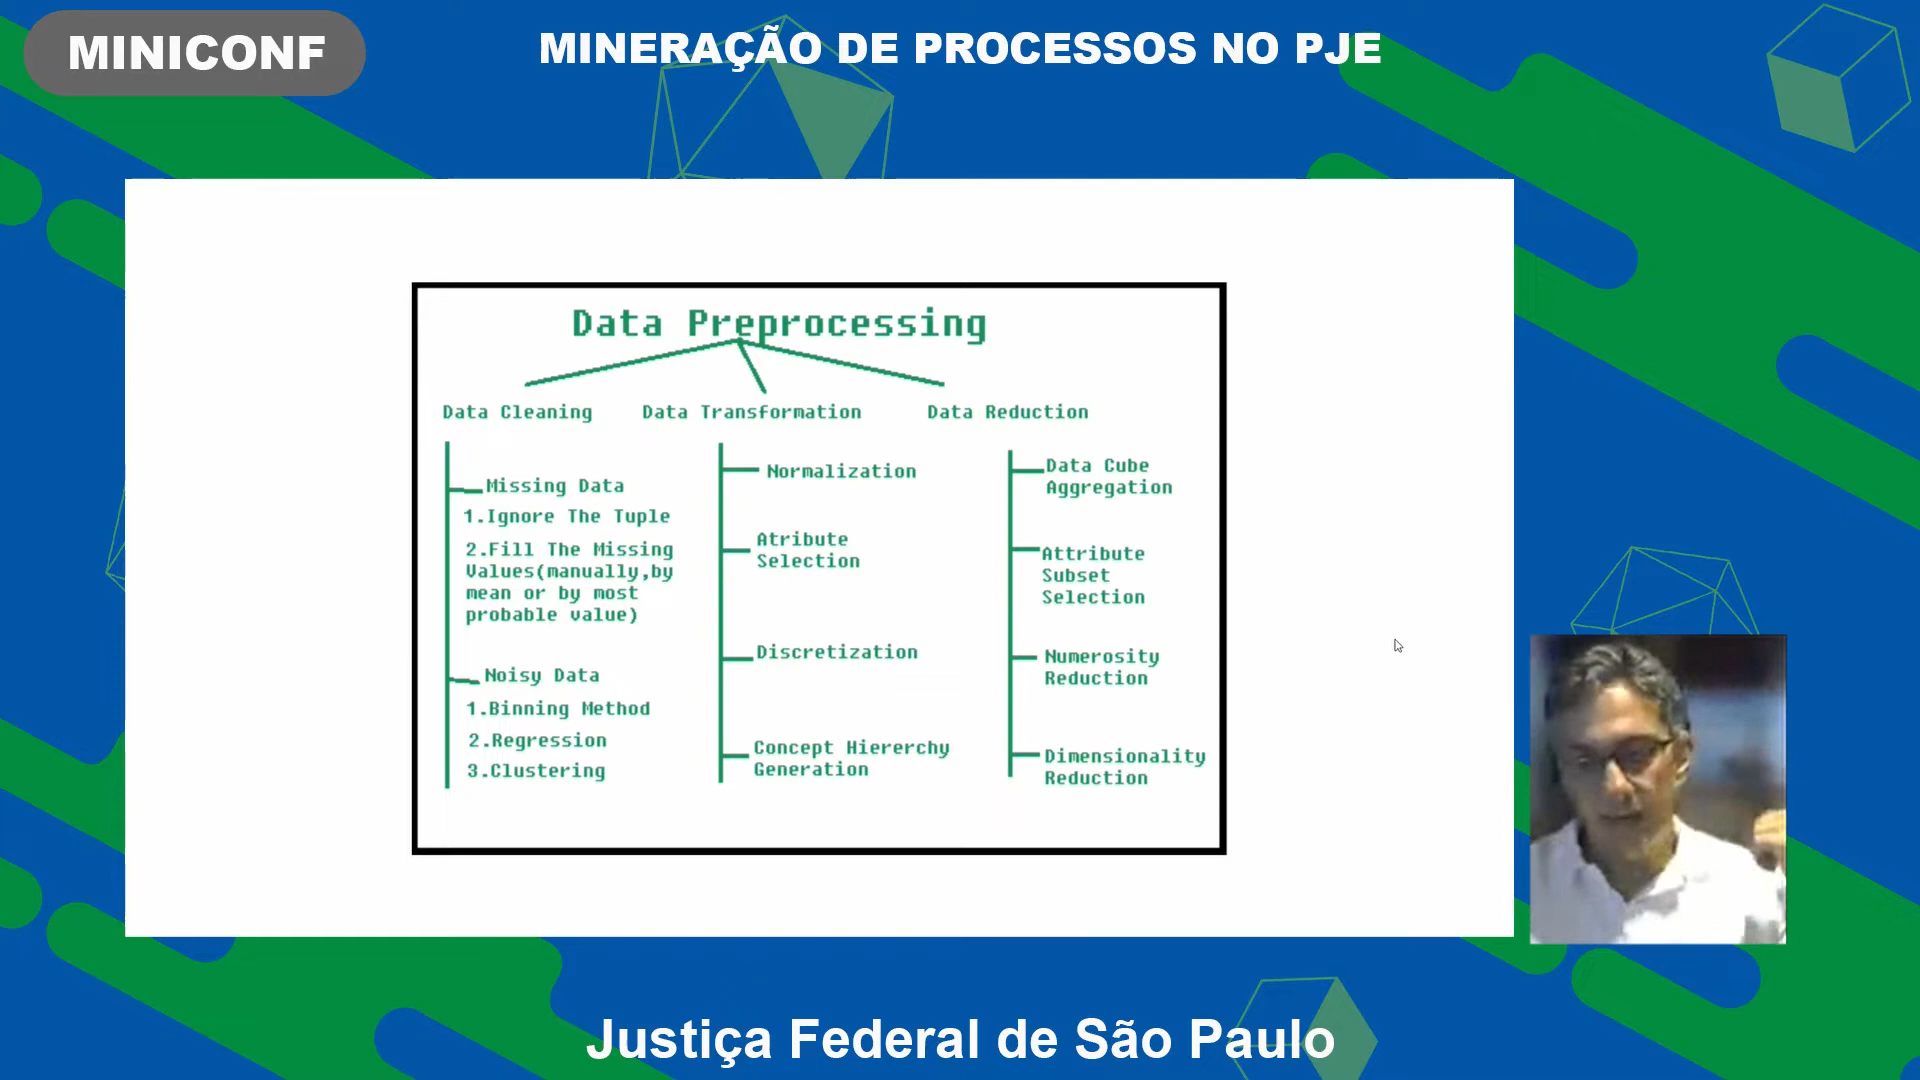 MINICONF
MINERAÇÃO DE PROCESSOS NO PJE
Data Preprocessing
Data Cleaning
Missing Data
1.Ignore The Tuple
2.Fill The Missing
Values(manually,by
mean or by most
probable value)
Noisy Data
1.Binning Method
2.Regression
3.Clustering
Data Transformation
Normalization
Atribute
Selection
Discretization
Concept Hiererchy
Generation
Data Reduction
Data Cube
Aggregation
Attribute
Subset
Selection
Numerosity
Reduction
Dimensionality
Reduction
Justiça Federal de São Paulo